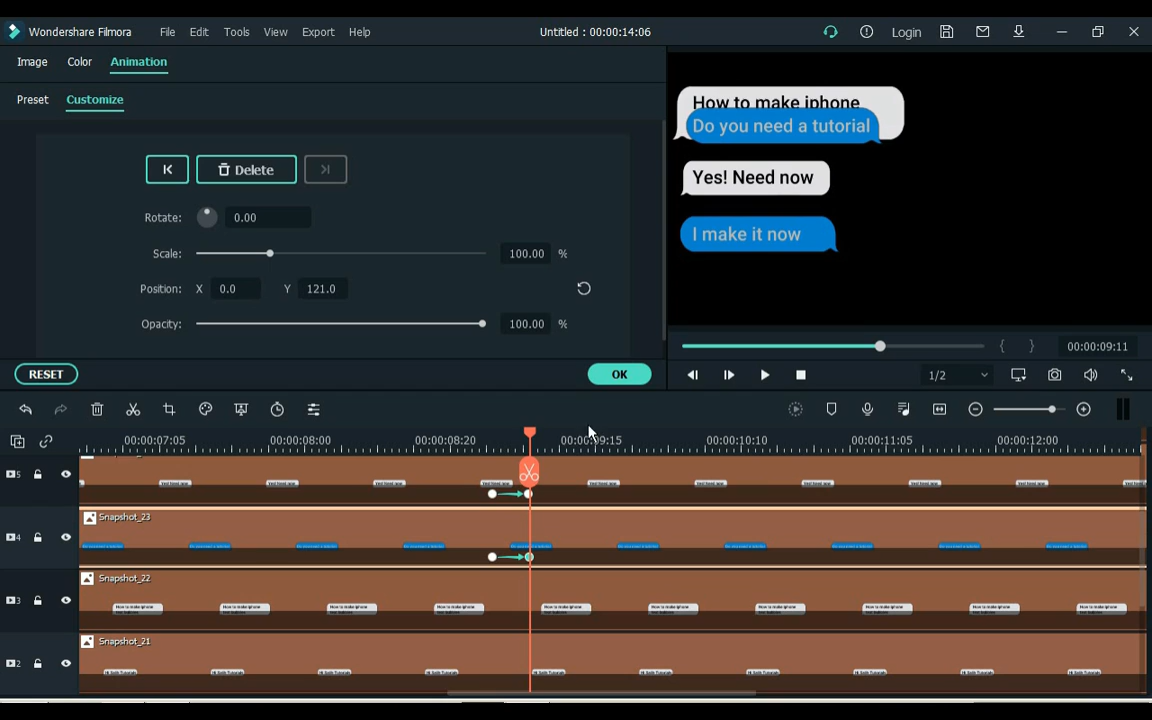 Wondershare Filmora File Edit Tools View Export Help Untitled : 00:00:14:06 Login
Image Color Animation
Preset Customize
Delete
Rotate: 0.00
Scale: 100.00 %
Position: X 0.0 Y 121.0
Opacity: 100.00 %
RESET OK
How to make iphone
Do you need a tutorial
Yes! Need now
I make it now
{ } 00:00:09:11
1/2
00:00:07:05 00:00:08:00 00:00:08:20 00:00:09:15 00:00:10:10 00:00:11:05 00:00:12:00
5
4 Snapshot_23
3 Snapshot_22
2 Snapshot_21